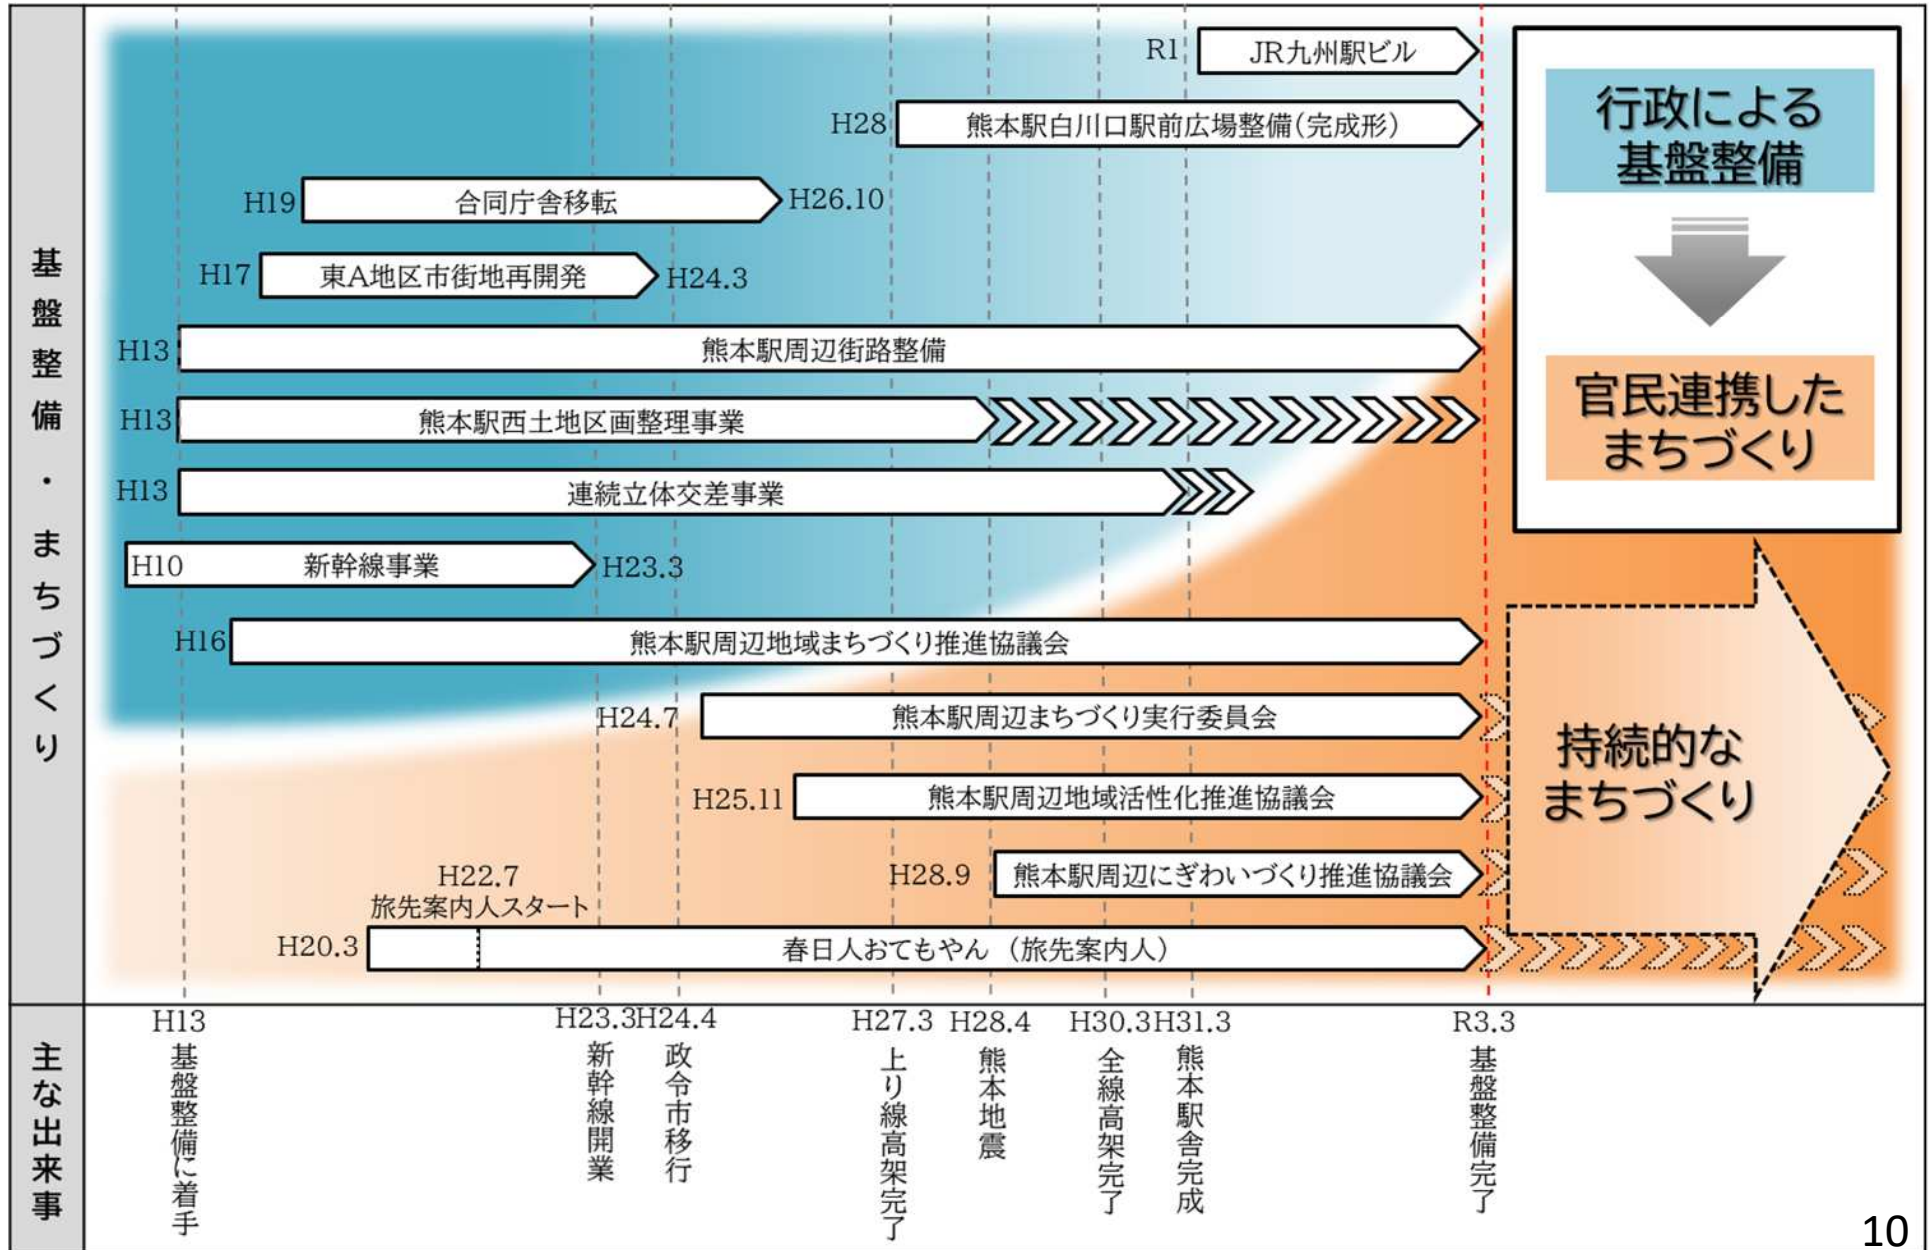 基盤整備・まちづくり
R1 JR九州駅ビル
H28 熊本駅白川口駅前広場整備(完成形)
H19 合同庁舎移転 H26.10
H17 東A地区市街地再開発 H24.3
H13 熊本駅周辺街路整備
H13 熊本駅西土地区画整理事業
H13 連続立体交差事業
H10 新幹線事業 H23.3
H16 熊本駅周辺地域まちづくり推進協議会
H24.7 熊本駅周辺まちづくり実行委員会
H25.11 熊本駅周辺地域活性化推進協議会
H28.9 熊本駅周辺にぎわいづくり推進協議会
H22.7
旅先案内人スタート
H20.3 春日人おてもやん(旅先案内人)
行政による
基盤整備
官民連携した
まちづくり
持続的な
まちづくり
主な出来事
H13
基盤整備に着手
H23.3
新幹線開業
H24.4
政令市移行
H27.3
上り線高架完了
H28.4
熊本地震
H30.3
全線高架完了
H31.3
熊本駅舎完成
R3.3
基盤整備完了
10